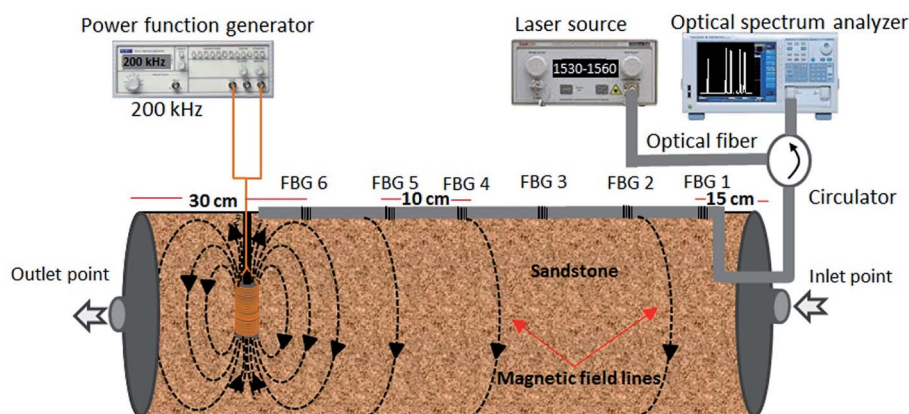 Power function generator
Laser source
Optical spectrum analyzer
200 kHz
1530-1560
200 kHz
Optical fiber
FBG 6
FBG 5
FBG 4
FBG 3
FBG 2
FBG 1
Circulator
30 cm
10 cm
15 cm
Outlet point
Sandstone
Inlet point
Magnetic field lines